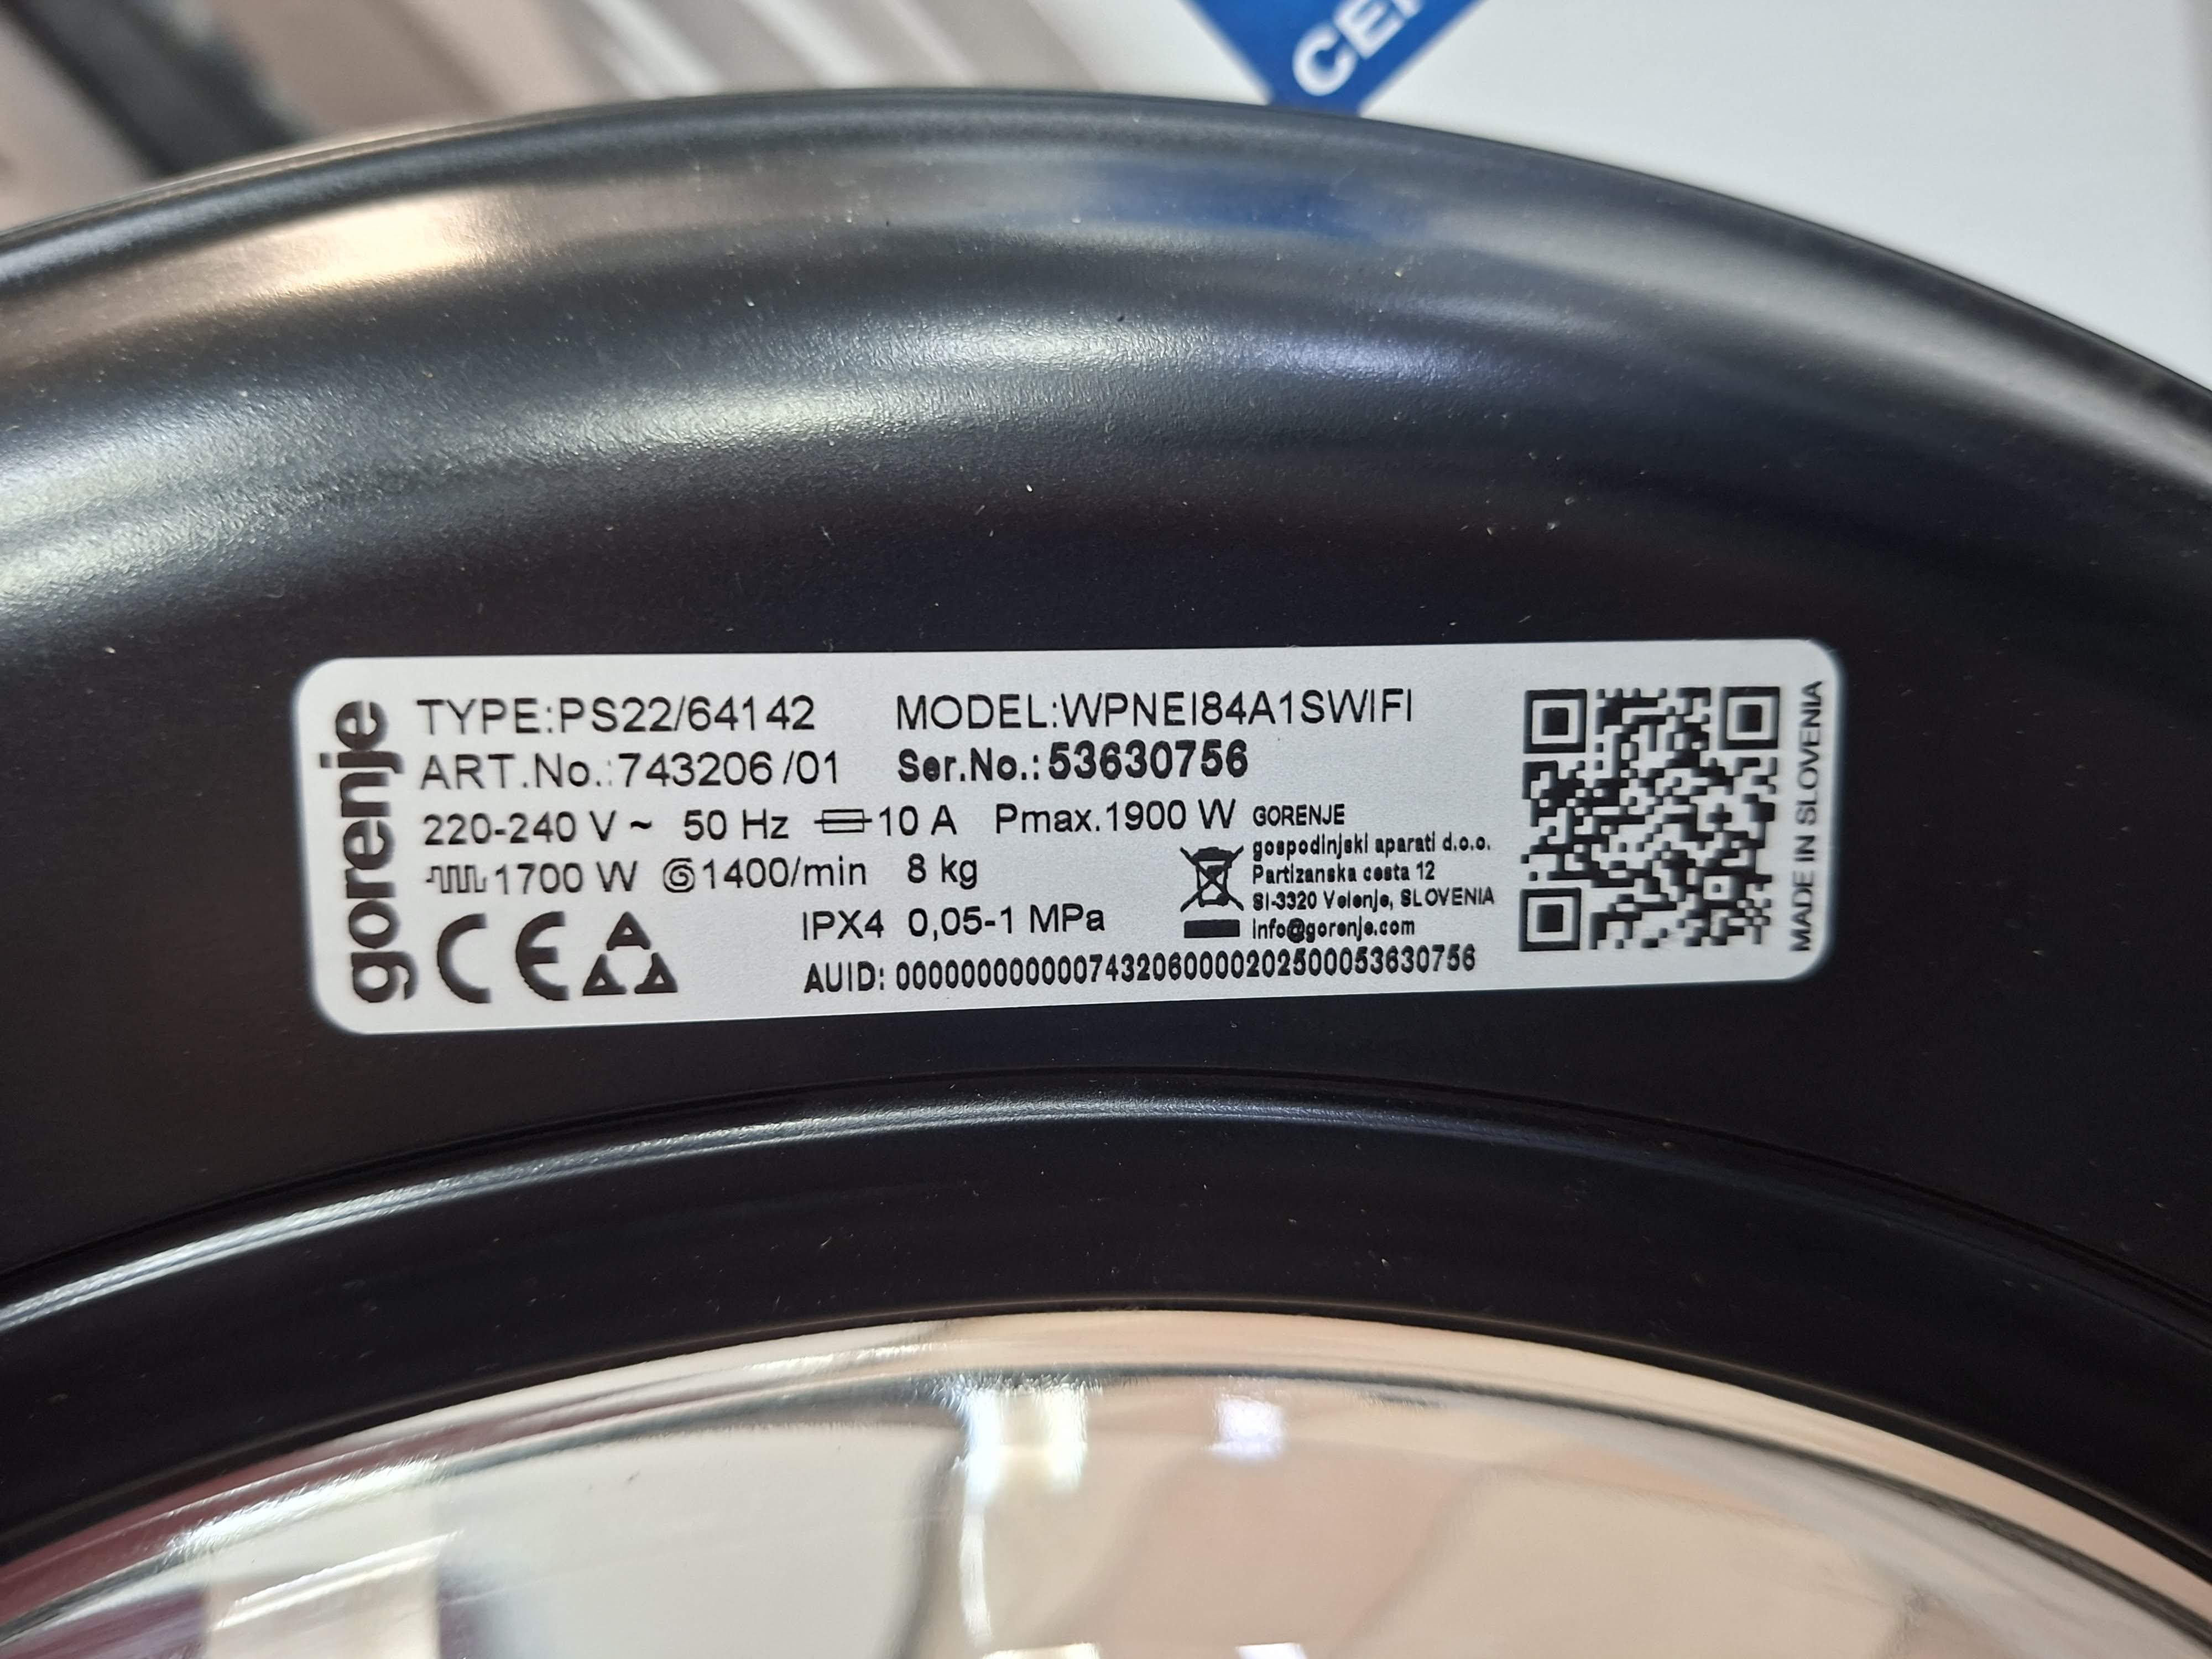 gorenje
TYPE:PS22/64142 MODEL:WPNEI84A1SWIFI
ART.No.:743206/01 Ser.No.:53630756
220-240 V ~ 50 Hz 10 A Pmax.1900 W
1700 W 1400/min 8 kg
CE IPX4 0,05-1 MPa
GORENJE
gospodinjski aparati d.o.o.
Partizanska cesta 12
SI-3320 Velenje, SLOVENIA
info@gorenje.com
AUID: 0000000000007432060000202500053630756
MADE IN SLOVENIA